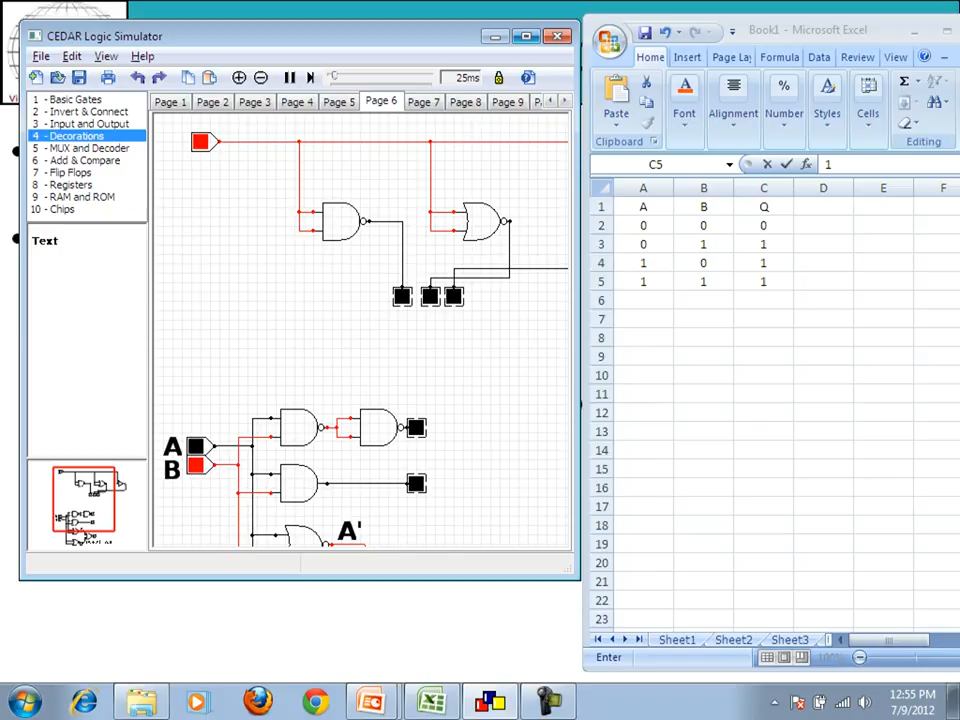 CEDAR Logic Simulator
File Edit View Help
25ms
1 - Basic Gates
2 - Invert & Connect
3 - Input and Output
4 - Decorations
5 - MUX and Decoder
6 - Add & Compare
7 - Flip Flops
8 - Registers
9 - RAM and ROM
10 - Chips
Text
Page 1 Page 2 Page 3 Page 4 Page 5 Page 6 Page 7 Page 8 Page 9 P
A
B
A'
Book1 - Microsoft Excel
Home Insert Page Lay Formula Data Review View
Paste Font Alignment Number Styles Cells
Clipboard Editing
C5 fx 1
A B C D E F
1 A B Q
2 0 0 0
3 0 1 1
4 1 0 1
5 1 1 1
6
7
8
9
10
11
12
13
14
15
16
17
18
19
20
21
22
23
Sheet1 Sheet2 Sheet3
Enter 100%
12:55 PM
7/9/2012